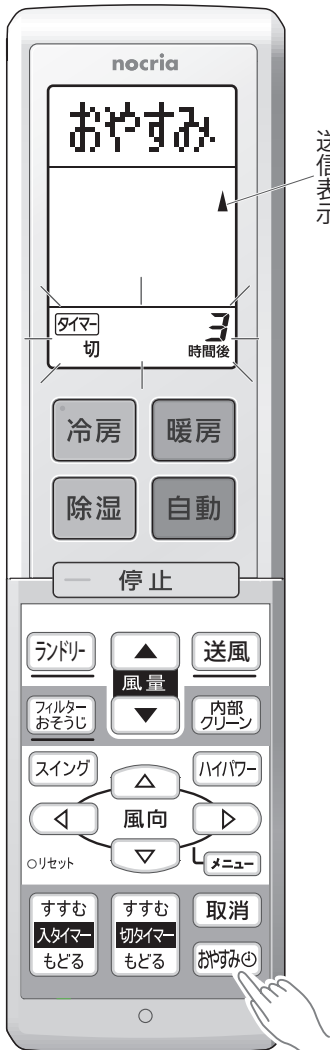 nocria
おやすみ
送信表示
タイマー
切
3
時間後
冷房
暖房
除湿
自動
停止
ランドリー
風量
送風
フィルター
おそうじ
内部
クリーン
スイング
ハイパワー
風向
リセット
メニュー
すすむ
入タイマー
もどる
すすむ
切タイマー
もどる
取消
おやすみ